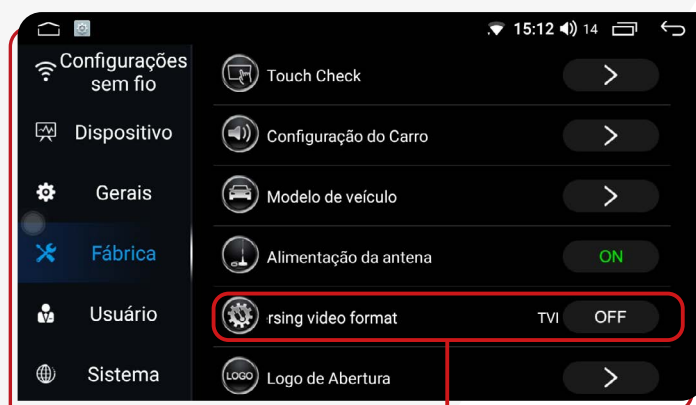 15:12 14
Configurações
sem fio
Dispositivo
Gerais
Fábrica
Usuário
Sistema
Touch Check
Configuração do Carro
Modelo de veículo
Alimentação da antena
ON
rsing video format
TVI
OFF
LOGO
Logo de Abertura